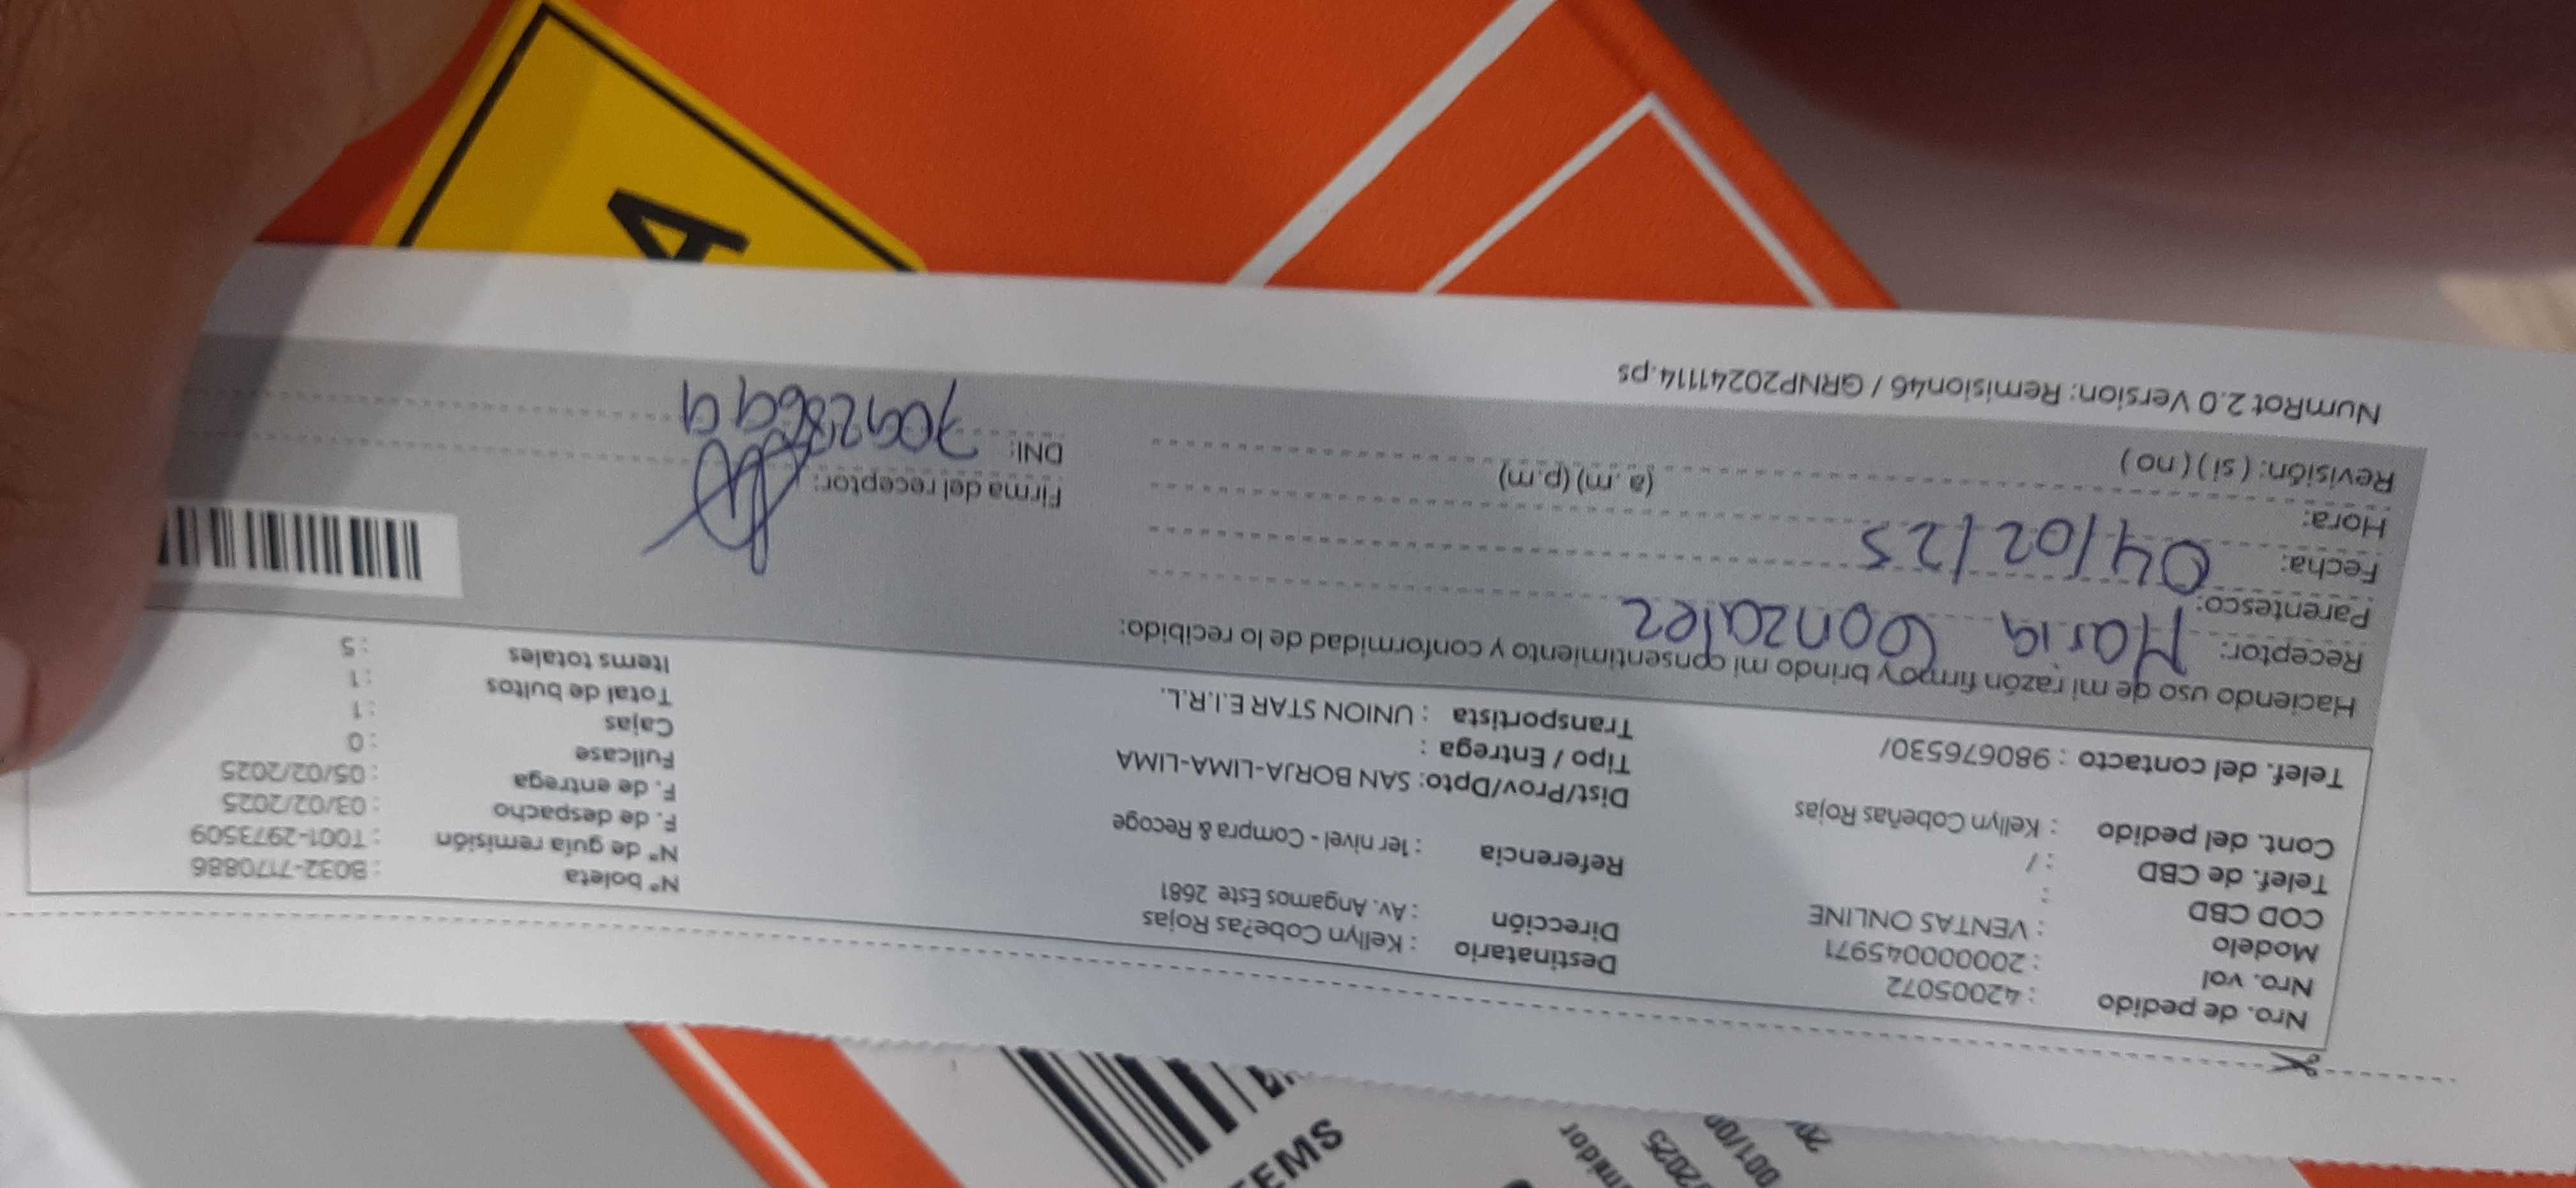 Nro. de pedido : 42005072
Nro. vol : 20000045971
Modelo : VENTAS ONLINE
COD CBD :
Telef. de CBD : /
Cont. del pedido : Kellyn Cobeñas Rojas
Telef. del contacto : 980676530/
Destinatario : Kellyn Cobe?as Rojas
Dirección : Av. Angamos Este 2681
Referencia : 1er nivel - Compra & Recoge
Dist/Prov/Dpto: SAN BORJA-LIMA-LIMA
Tipo / Entrega :
Transportista : UNION STAR E.I.R.L.
N° boleta : B032-7170886
N° de guía remisión : T001-2973509
F. de despacho : 03/02/2025
F. de entrega : 05/02/2025
Fullcase : 0
Cajas : 1
Total de bultos : 1
Items totales : 5
Haciendo uso de mi razón firmo y brindo mi consentimiento y conformidad de lo recibido:
Receptor: Maria Gonzalez
Parentesco:
Fecha: 04/02/25
Hora: (a.m) (p.m)
Revisión: ( si ) ( no )
Firma del receptor:
DNI:
NumRot 2.0 Version: Remision46 / GRNP20241114.ps
A